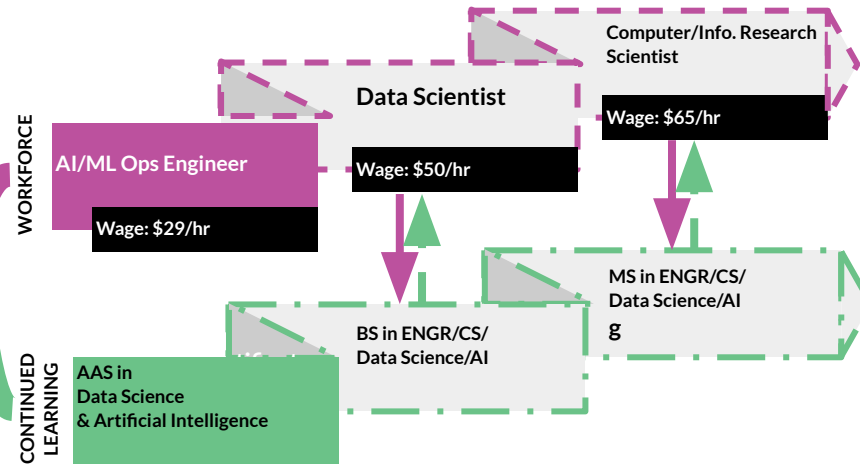 WORKFORCE
Computer/Info. Research
Scientist
Wage: $65/hr
Data Scientist
Wage: $50/hr
AI/ML Ops Engineer
Wage: $29/hr
CONTINUED
LEARNING
MS in ENGR/CS/
Data Science/AI
g
BS in ENGR/CS/
Data Science/AI
AAS in
Data Science
& Artificial Intelligence